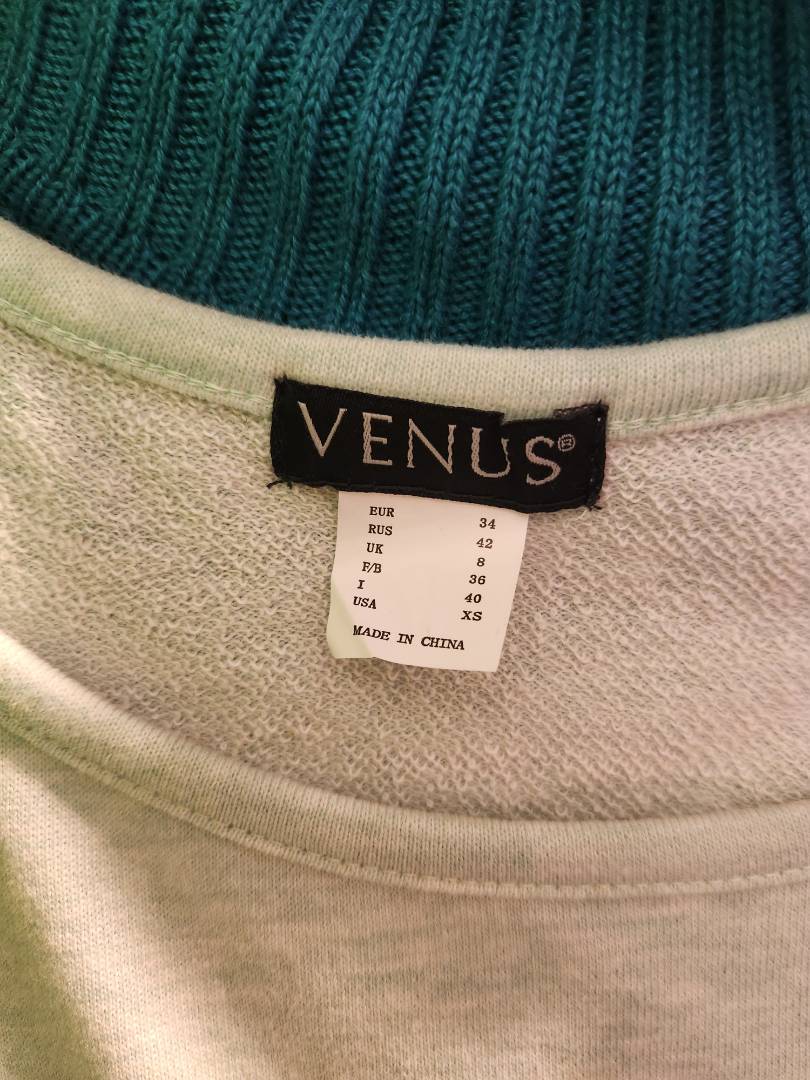 VENUS®
EUR 34
RUS 42
UK 8
F/B 36
I 40
USA XS
MADE IN CHINA